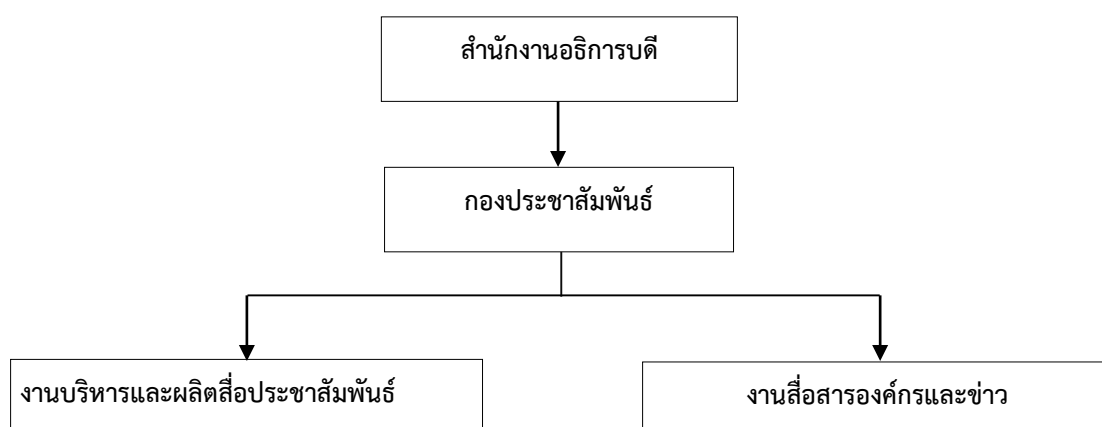 สำนักงานอธิการบดี
กองประชาสัมพันธ์
งานบริหารและผลิตสื่อประชาสัมพันธ์
งานสื่อสารองค์กรและข่าว